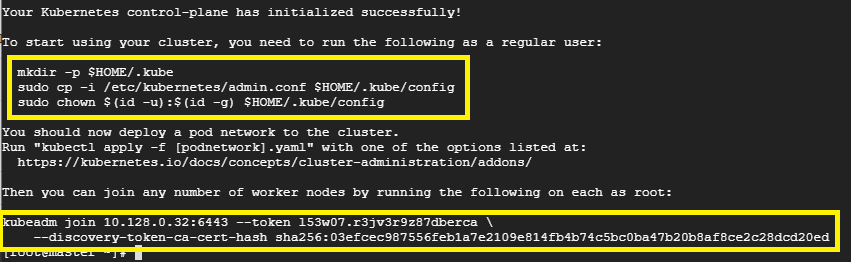 Your Kubernetes control-plane has initialized successfully!
To start using your cluster, you need to run the following as a regular user:
mkdir -p $HOME/.kube
sudo cp -i /etc/kubernetes/admin.conf $HOME/.kube/config
sudo chown $(id -u):$(id -g) $HOME/.kube/config
You should now deploy a pod network to the cluster.
Run "kubectl apply -f [podnetwork].yaml" with one of the options listed at:
https://kubernetes.io/docs/concepts/cluster-administration/addons/
Then you can join any number of worker nodes by running the following on each as root:
kubeadm join 10.128.0.32:6443 --token l53w07.r3jv3r9z87dberca \
--discovery-token-ca-cert-hash sha256:03efcec987556feb1a7e2109e814fb4b74c5bc0ba47b20b8af8ce2c28dcd20ed
[root@master ~]#